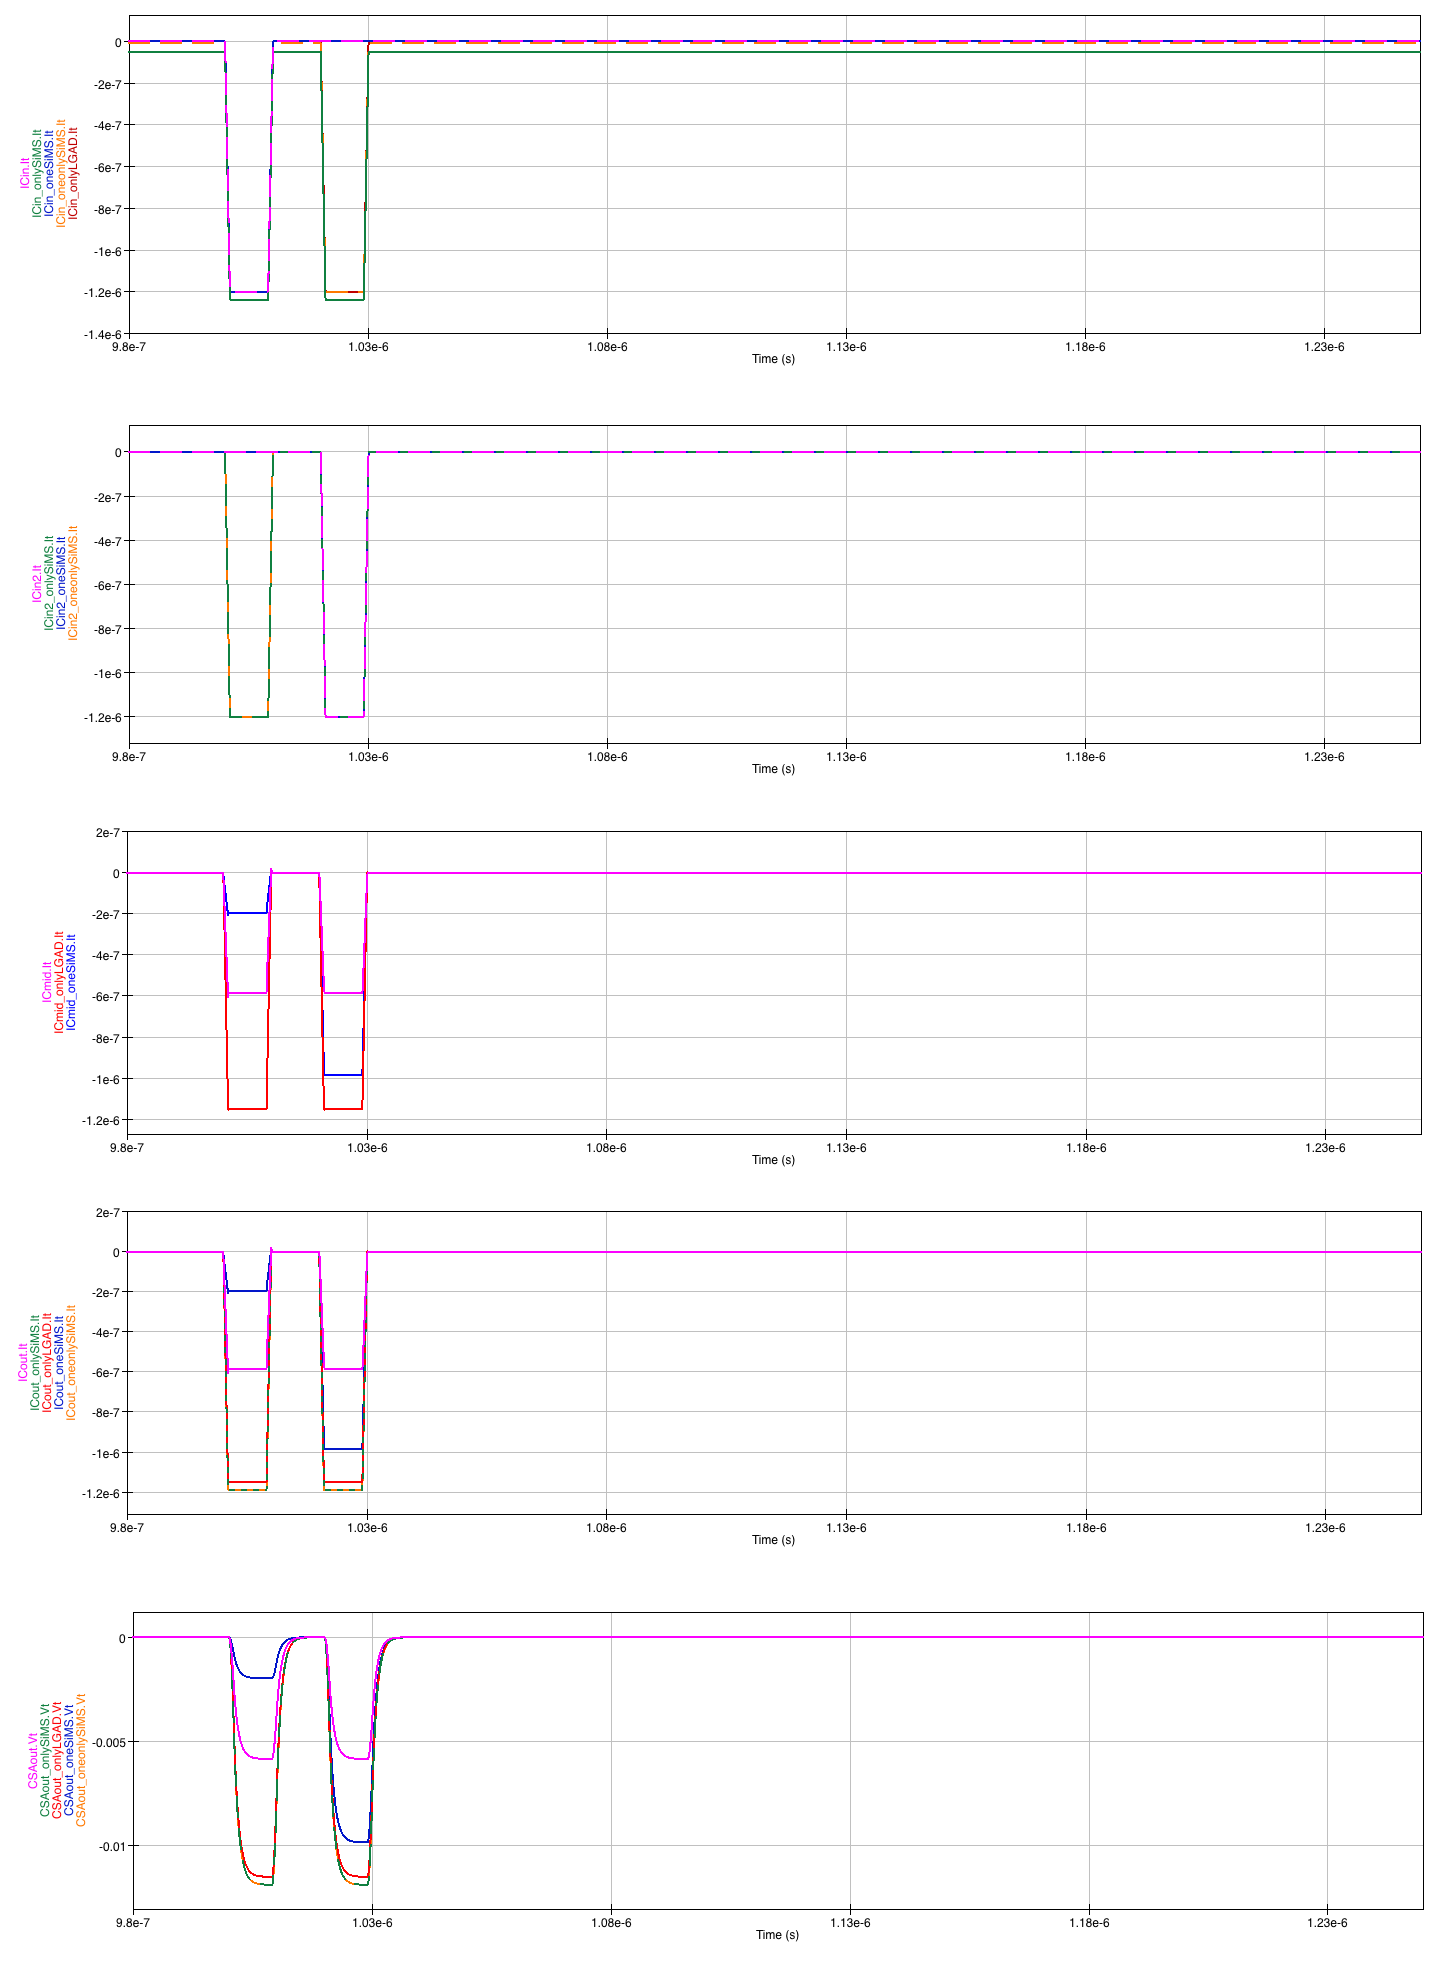 ICin.It
ICin_onlySiMS.It
ICin_oneSiMS.It
ICin_oneonlySiMS.It
ICin_onlyLGAD.It
0
-2e-7
-4e-7
-6e-7
-8e-7
-1e-6
-1.2e-6
-1.4e-6
9.8e-7 1.03e-6 1.08e-6 1.13e-6 1.18e-6 1.23e-6
Time (s)
ICin2.It
ICin2_onlySiMS.It
ICin2_oneSiMS.It
ICin2_oneonlySiMS.It
0
-2e-7
-4e-7
-6e-7
-8e-7
-1e-6
-1.2e-6
9.8e-7 1.03e-6 1.08e-6 1.13e-6 1.18e-6 1.23e-6
Time (s)
ICmid.It
ICmid_onlyLGAD.It
ICmid_oneSiMS.It
2e-7
0
-2e-7
-4e-7
-6e-7
-8e-7
-1e-6
-1.2e-6
9.8e-7 1.03e-6 1.08e-6 1.13e-6 1.18e-6 1.23e-6
Time (s)
ICout.It
ICout_onlySiMS.It
ICout_onlyLGAD.It
ICout_oneSiMS.It
ICout_oneonlySiMS.It
2e-7
0
-2e-7
-4e-7
-6e-7
-8e-7
-1e-6
-1.2e-6
9.8e-7 1.03e-6 1.08e-6 1.13e-6 1.18e-6 1.23e-6
Time (s)
CSAout.Vt
CSAout_onlySiMS.Vt
CSAout_onlyLGAD.Vt
CSAout_oneSiMS.Vt
CSAout_oneonlySiMS.Vt
0
-0.005
-0.01
9.8e-7 1.03e-6 1.08e-6 1.13e-6 1.18e-6 1.23e-6
Time (s)